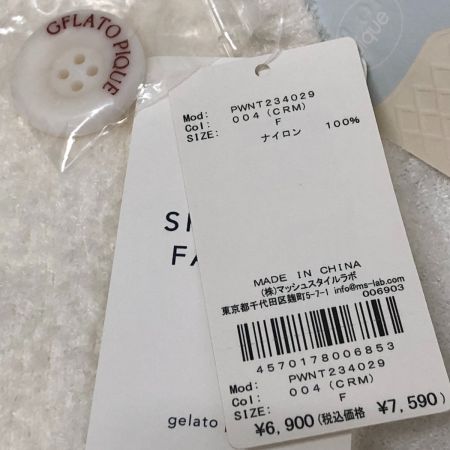 GELATO PIQUE
ique
Mod: PWNT234029
Col: 004 (CRM)
SIZE: F
ナイロン 100%
MADE IN CHINA
(株)マッシュスタイルラボ
東京都千代田区麹町5-7-1 info@ms-lab.com
006903
4570178006853
Mod: PWNT234029
Col: 004 (CRM)
SIZE: F
¥6,900(税込価格 ¥7,590)
FA
gelato